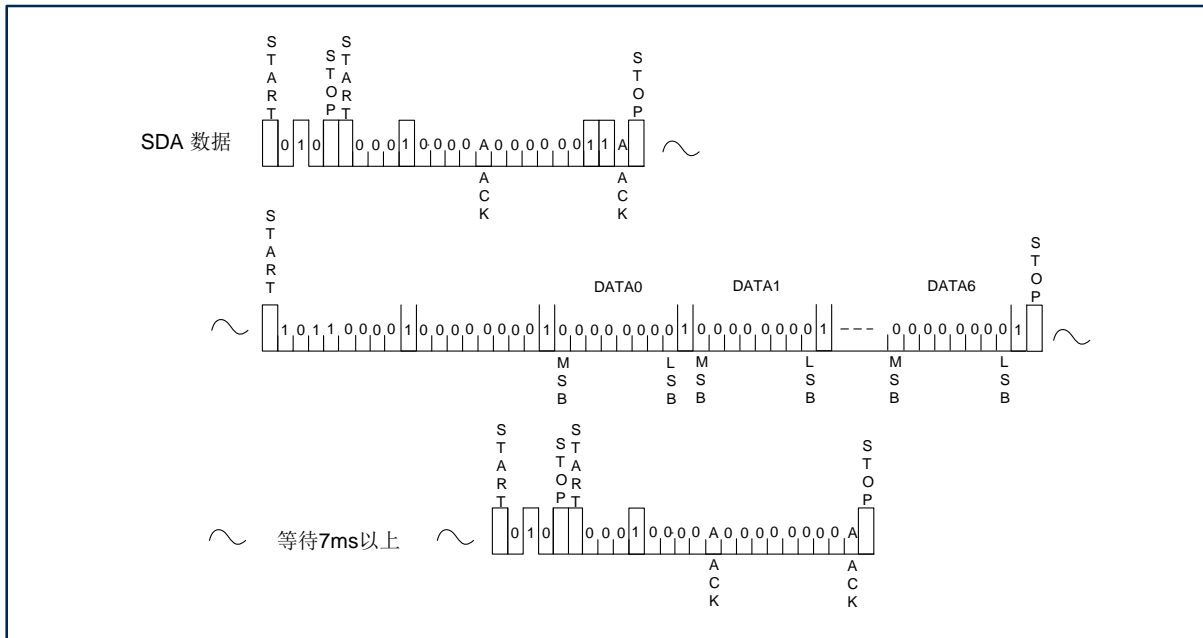 START STOP START STOP
SDA 数据 0 1 0 0 0 0 1 0 0 0 0 A 0 0 0 0 0 0 1 1 A
ACK ACK
START STOP
DATA0 DATA1 DATA6
1 0 1 1 0 0 0 0 1 0 0 0 0 0 0 0 0 1 0 0 0 0 0 0 0 0 1 0 0 0 0 0 0 0 0 1 ---- 0 0 0 0 0 0 0 0 1
MSB LSB MSB LSB MSB LSB
START STOP START STOP
等待7ms以上 0 1 0 0 0 0 1 0 0 0 0 A 0 0 0 0 0 0 0 0 A
ACK ACK